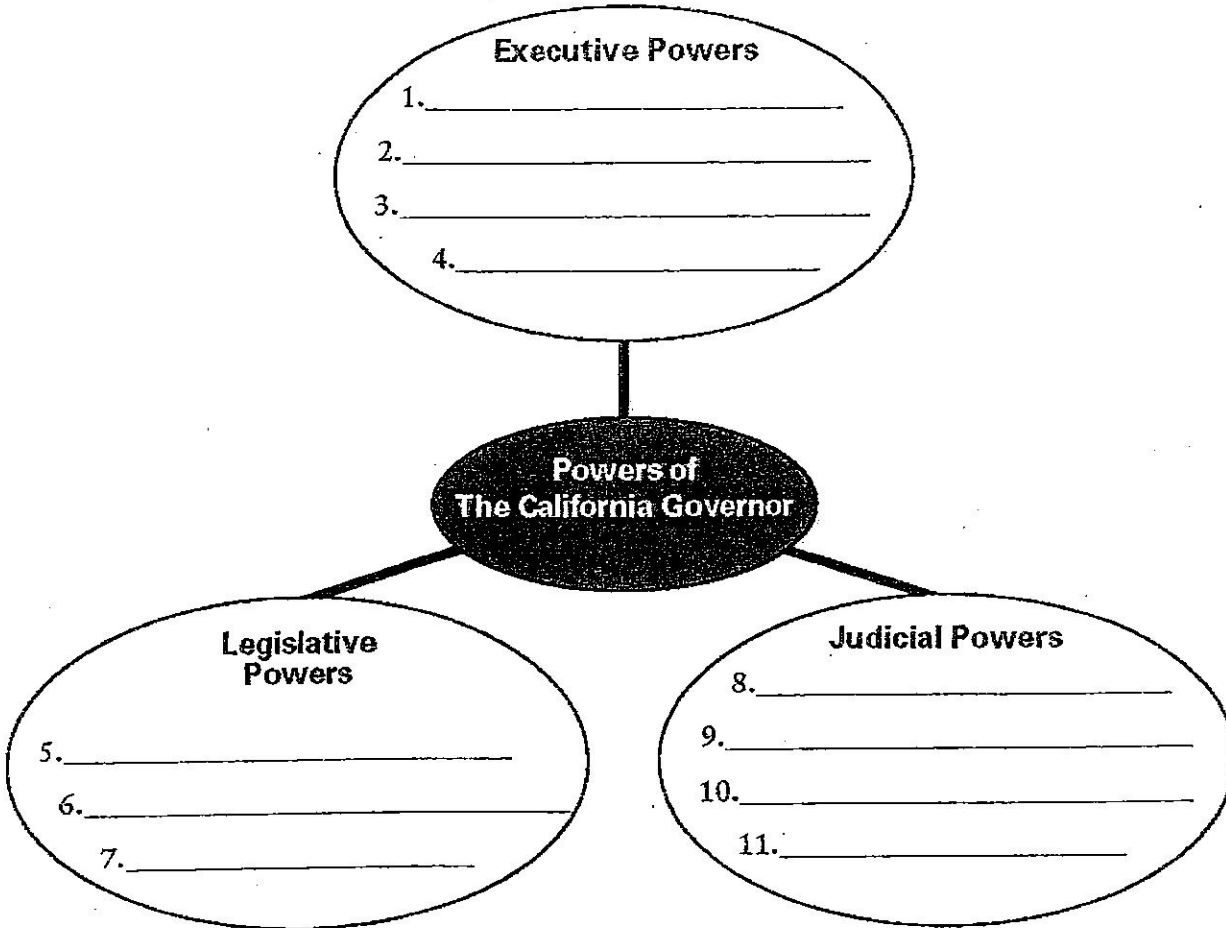 Executive Powers
1.
2.
3.
4.
Powers of
The California Governor
Legislative
Powers
5.
6.
7.
Judicial Powers
8.
9.
10.
11.